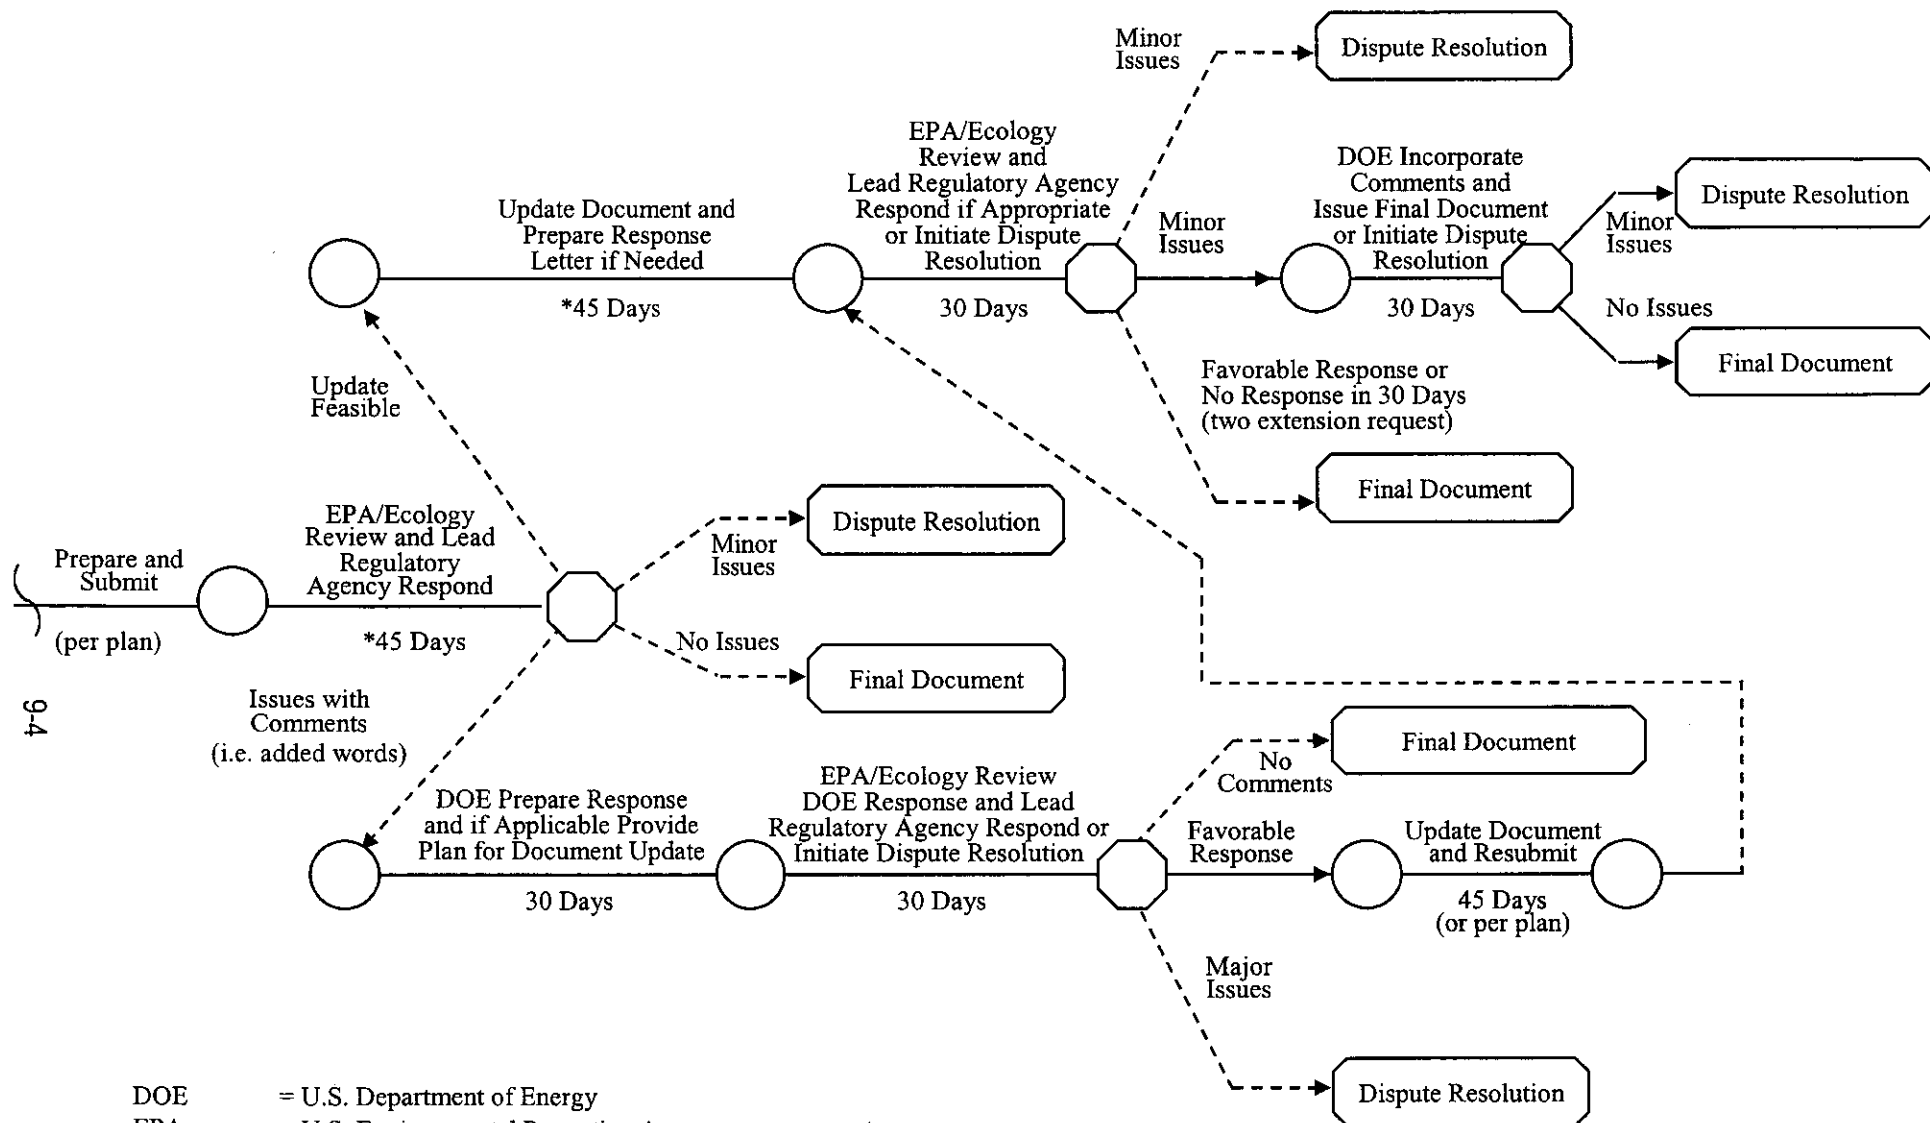 Minor
Issues
Dispute Resolution
EPA/Ecology
Review and
Lead Regulatory Agency
Respond if Appropriate
or Initiate Dispute
Resolution
30 Days
DOE Incorporate
Comments and
Issue Final Document
or Initiate Dispute
Resolution
30 Days
Dispute Resolution
Minor
Issues
Update Document and
Prepare Response
Letter if Needed
*45 Days
Minor
Issues
No Issues
Final Document
Update
Feasible
Favorable Response or
No Response in 30 Days
(two extension request)
Final Document
Prepare and
Submit
(per plan)
EPA/Ecology
Review and Lead
Regulatory
Agency Respond
*45 Days
Dispute Resolution
Minor
Issues
No Issues
Final Document
9-4
Issues with
Comments
(i.e. added words)
DOE Prepare Response
and if Applicable Provide
Plan for Document Update
30 Days
EPA/Ecology Review
DOE Response and Lead
Regulatory Agency Respond or
Initiate Dispute Resolution
30 Days
Final Document
No
Comments
Favorable
Response
Update Document
and Resubmit
45 Days
(or per plan)
Major
Issues
Dispute Resolution
DOE = U.S. Department of Energy